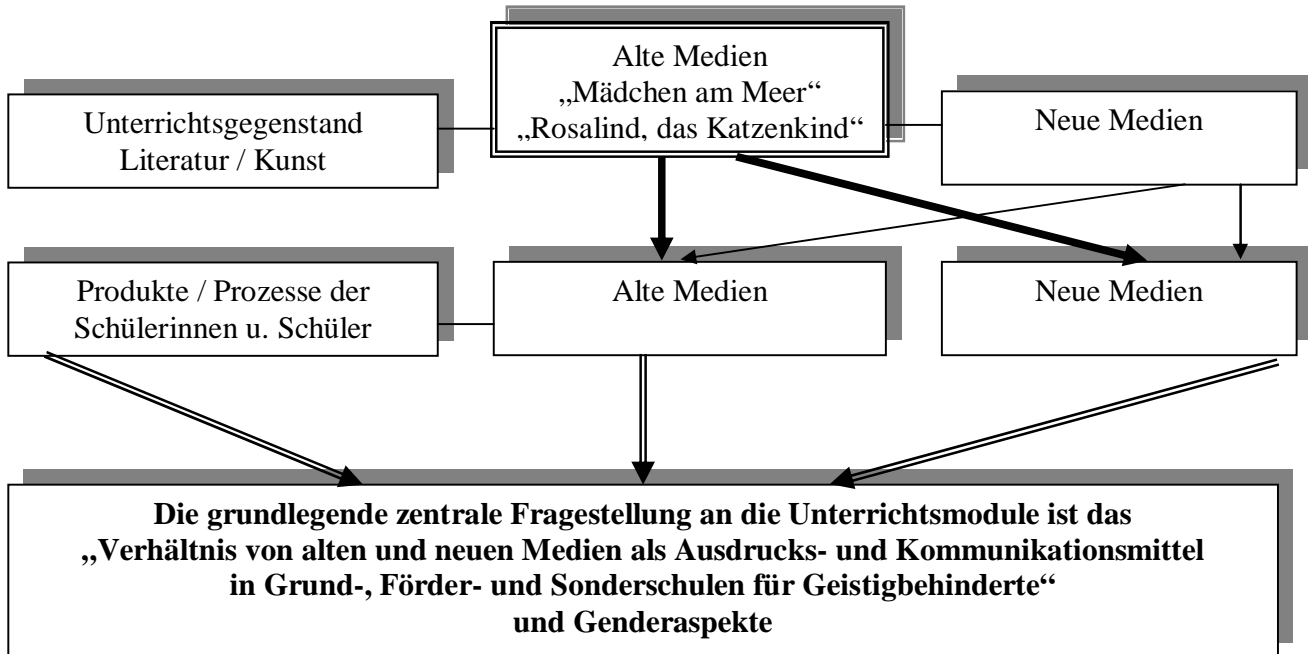 Alte Medien
„Mädchen am Meer“
„Rosalind, das Katzenkind“
Unterrichtsgegenstand
Literatur / Kunst
Neue Medien
Produkte / Prozesse der
Schülerinnen u. Schüler
Alte Medien
Neue Medien
Die grundlegende zentrale Fragestellung an die Unterrichtsmodule ist das
„Verhältnis von alten und neuen Medien als Ausdrucks- und Kommunikationsmittel
in Grund-, Förder- und Sonderschulen für Geistigbehinderte“
und Genderaspekte